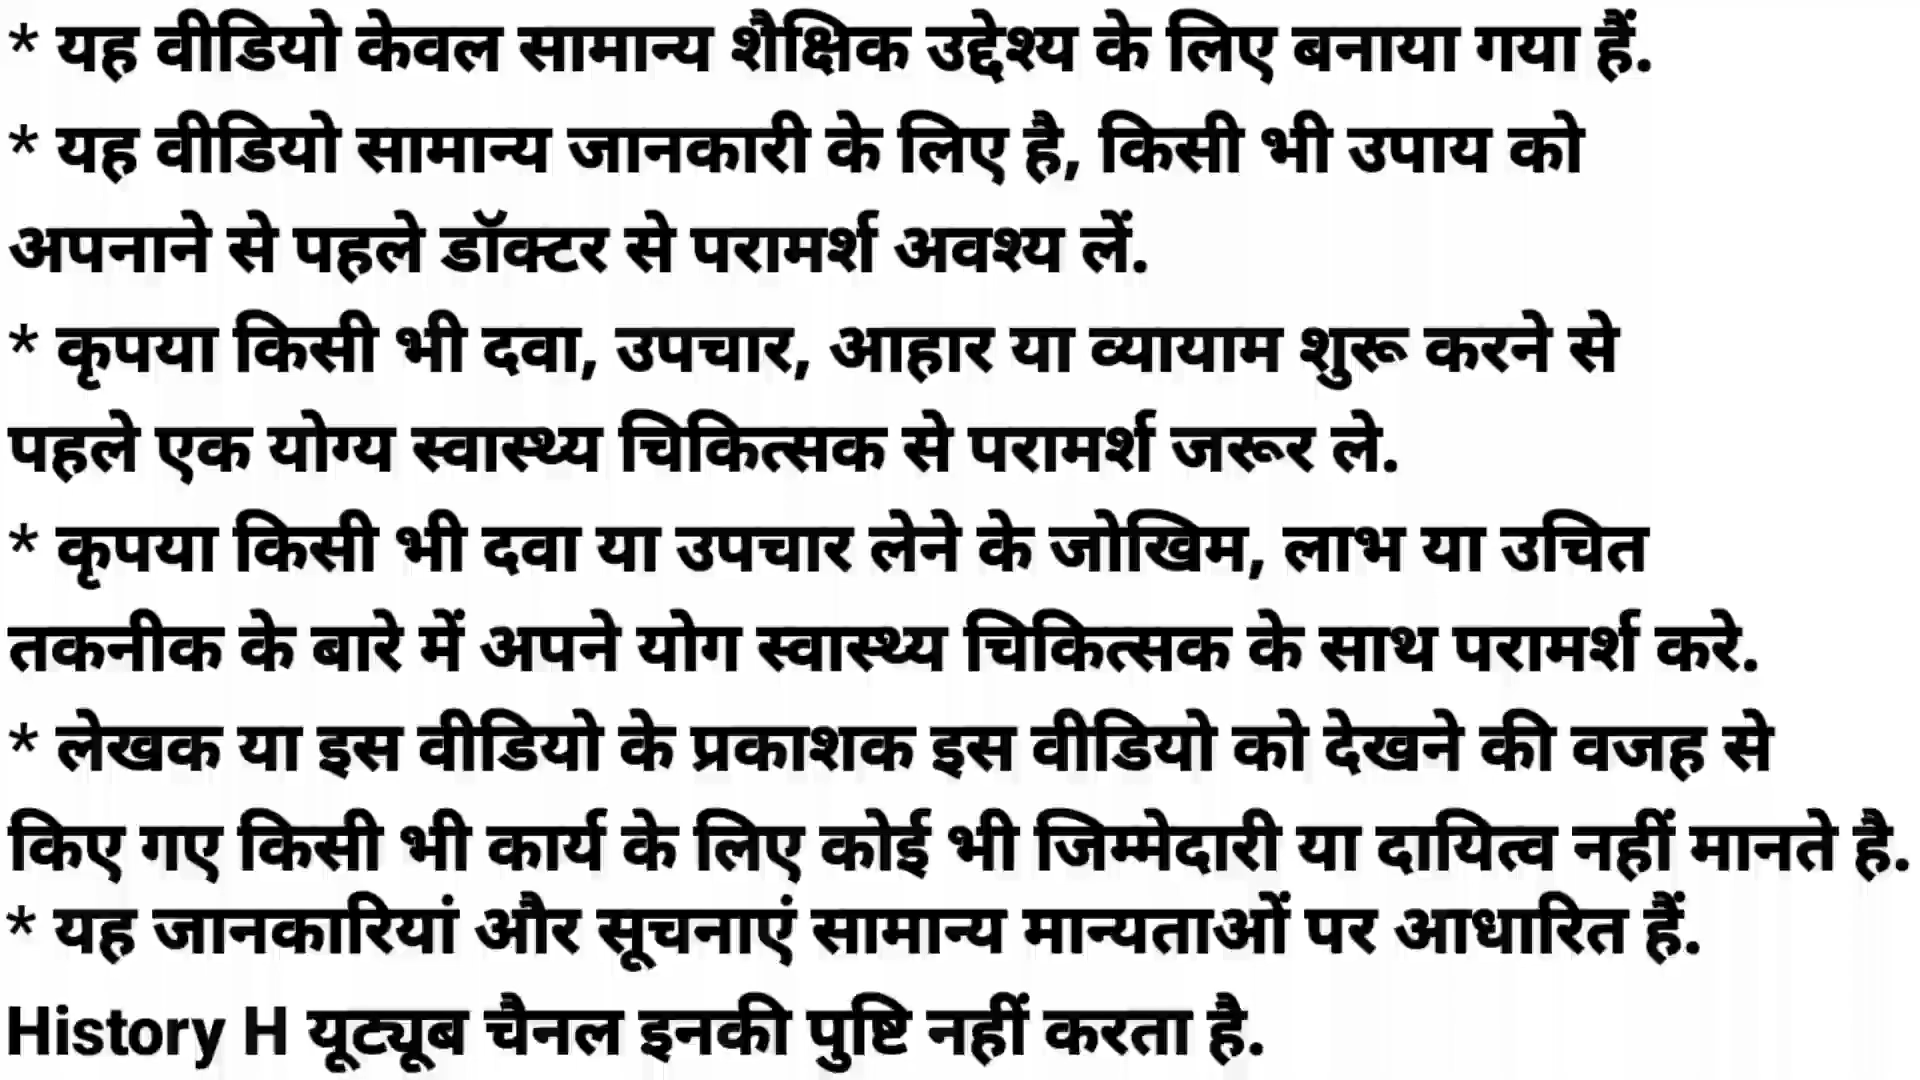 * यह वीडियो केवल सामान्य शैक्षिक उद्देश्य के लिए बनाया गया हैं.
* यह वीडियो सामान्य जानकारी के लिए है, किसी भी उपाय को
अपनाने से पहले डॉक्टर से परामर्श अवश्य लें.
* कृपया किसी भी दवा, उपचार, आहार या व्यायाम शुरू करने से
पहले एक योग्य स्वास्थ्य चिकित्सक से परामर्श जरूर ले.
* कृपया किसी भी दवा या उपचार लेने के जोखिम, लाभ या उचित
तकनीक के बारे में अपने योग स्वास्थ्य चिकित्सक के साथ परामर्श करे.
* लेखक या इस वीडियो के प्रकाशक इस वीडियो को देखने की वजह से
किए गए किसी भी कार्य के लिए कोई भी जिम्मेदारी या दायित्व नहीं मानते है.
* यह जानकारियां और सूचनाएं सामान्य मान्यताओं पर आधारित हैं.
History H यूट्यूब चैनल इनकी पुष्टि नहीं करता है.